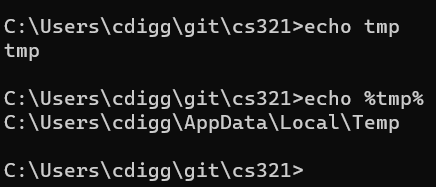 C:\Users\cdigg\git\cs321>echo tmp
tmp
C:\Users\cdigg\git\cs321>echo %tmp%
C:\Users\cdigg\AppData\Local\Temp
C:\Users\cdigg\git\cs321>